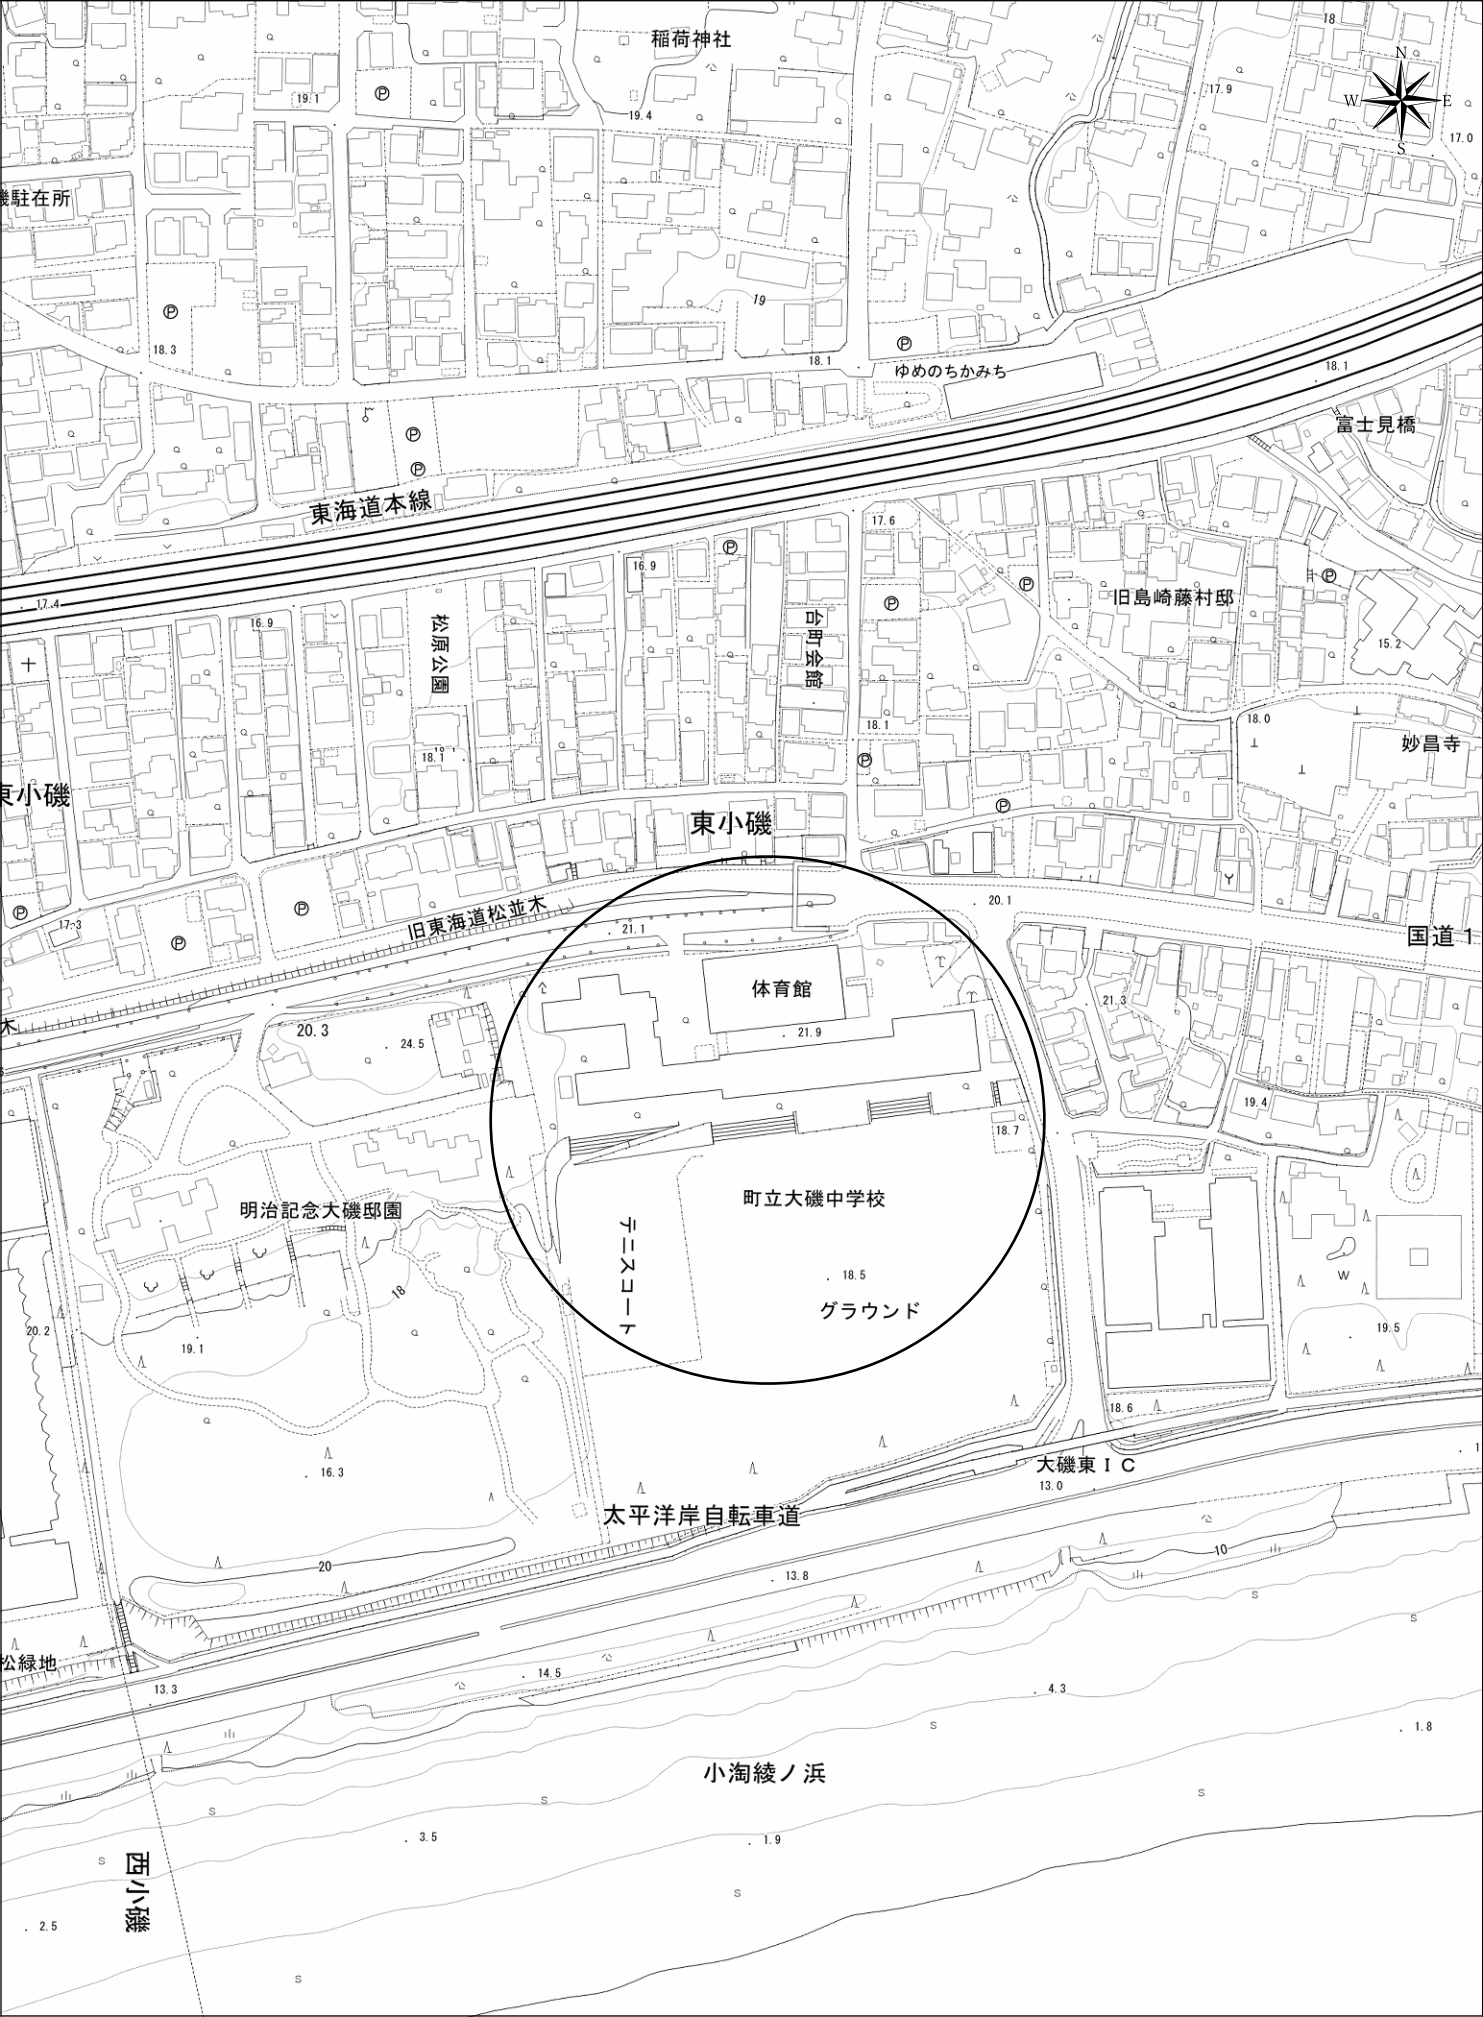 稲荷神社
18
N
W
E
S
17.9
17.0
19.1
Ⓟ
19.4
磯駐在所
Ⓟ
19
18.3
18.1
Ⓟ
ゆめのちかみち
18.1
富士見橋
Ⓟ
Ⓟ
東海道本線
17.6
Ⓟ
16.9
Ⓟ
Ⓟ
旧島崎藤村邸
Ⓟ
17.4
16.9
松原公園
台町会館
15.2
18.1
18.0
18.1
妙昌寺
Ⓟ
東小磯
東小磯
Ⓟ
20.1
Ⓟ
17.3
Ⓟ
Ⓟ
旧東海道松並木
21.1
国道1
木
体育館
21.3
20.3
24.5
21.9
19.4
18.7
明治記念大磯邸園
町立大磯中学校
テニスコート
18.5
18
グラウンド
W
20.2
19.1
19.5
18.6
16.3
大磯東IC
13.0
太平洋岸自転車道
20
10
13.8
松緑地
14.5
13.3
S
S
4.3
S
1.8
小淘綾ノ浜
S
S
S
3.5
1.9
S
西小磯
S
2.5
S